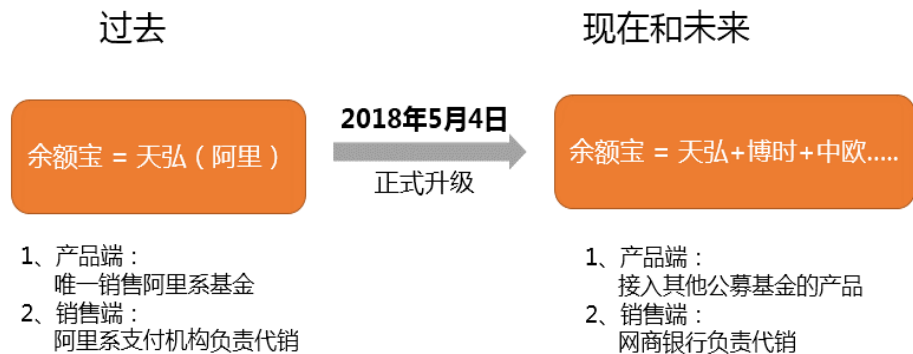 过去
现在和未来
余额宝 = 天弘（阿里）
2018年5月4日
正式升级
余额宝 = 天弘+博时+中欧.....
1、产品端：
唯一销售阿里系基金
2、销售端：
阿里系支付机构负责代销
1、产品端：
接入其他公募基金的产品
2、销售端：
网商银行负责代销